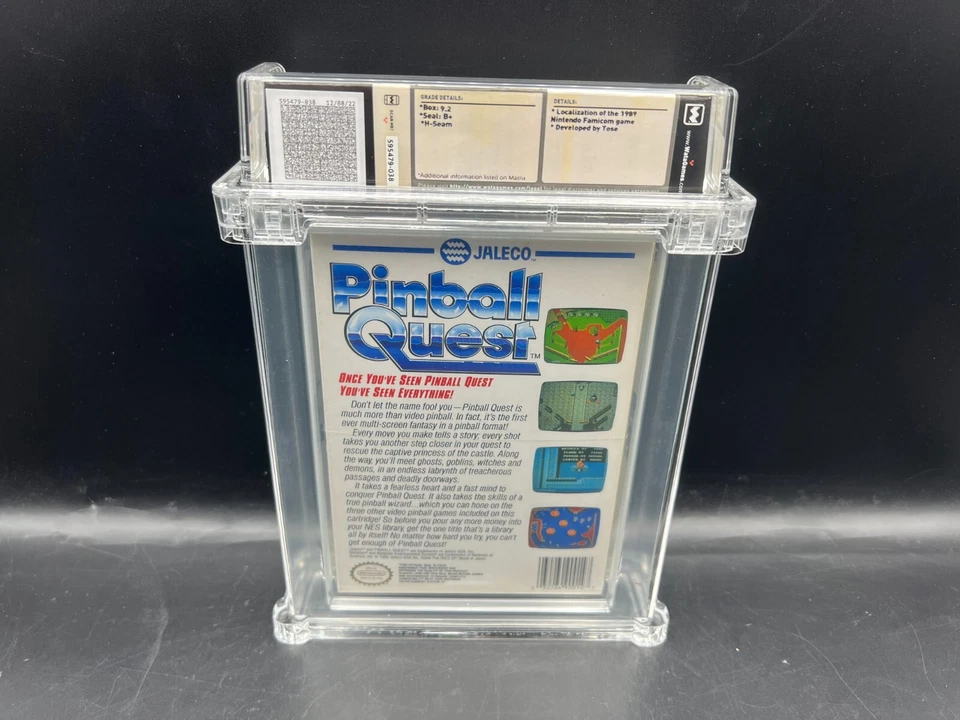 595479-038 12/08/22
WATA
595479-038
GRADE DETAILS:
*Box: 9.2
*Seal: B+
*H-Seam
*Additional information listed on Matrix
DETAILS:
* Localization of the 1989
Nintendo Famicom game
* Developed by Tose
www.WataGames.com
JALECO™
Pinball
Quest™
ONCE YOU'VE SEEN PINBALL QUEST
YOU'VE SEEN EVERYTHING!
Don't let the name fool you—Pinball Quest is
much more than video pinball. In fact, it's the first
ever multi-screen fantasy in a pinball format!
Every move you make tells a story; every shot
takes you another step closer in your quest to
rescue the captive princess of the castle. Along
the way, you'll meet ghosts, goblins, witches and
demons, in an endless labrynth of treacherous
passages and deadly doorways.
It takes a fearless heart and a fast mind to
conquer Pinball Quest. It also takes the skills of a
true pinball wizard...which you can hone on the
three other video pinball games included on this
cartridge! So before you pour any more money into
your NES library, get the one title that's a library
all by itself! No matter how hard you try, you can't
get enough of Pinball Quest!